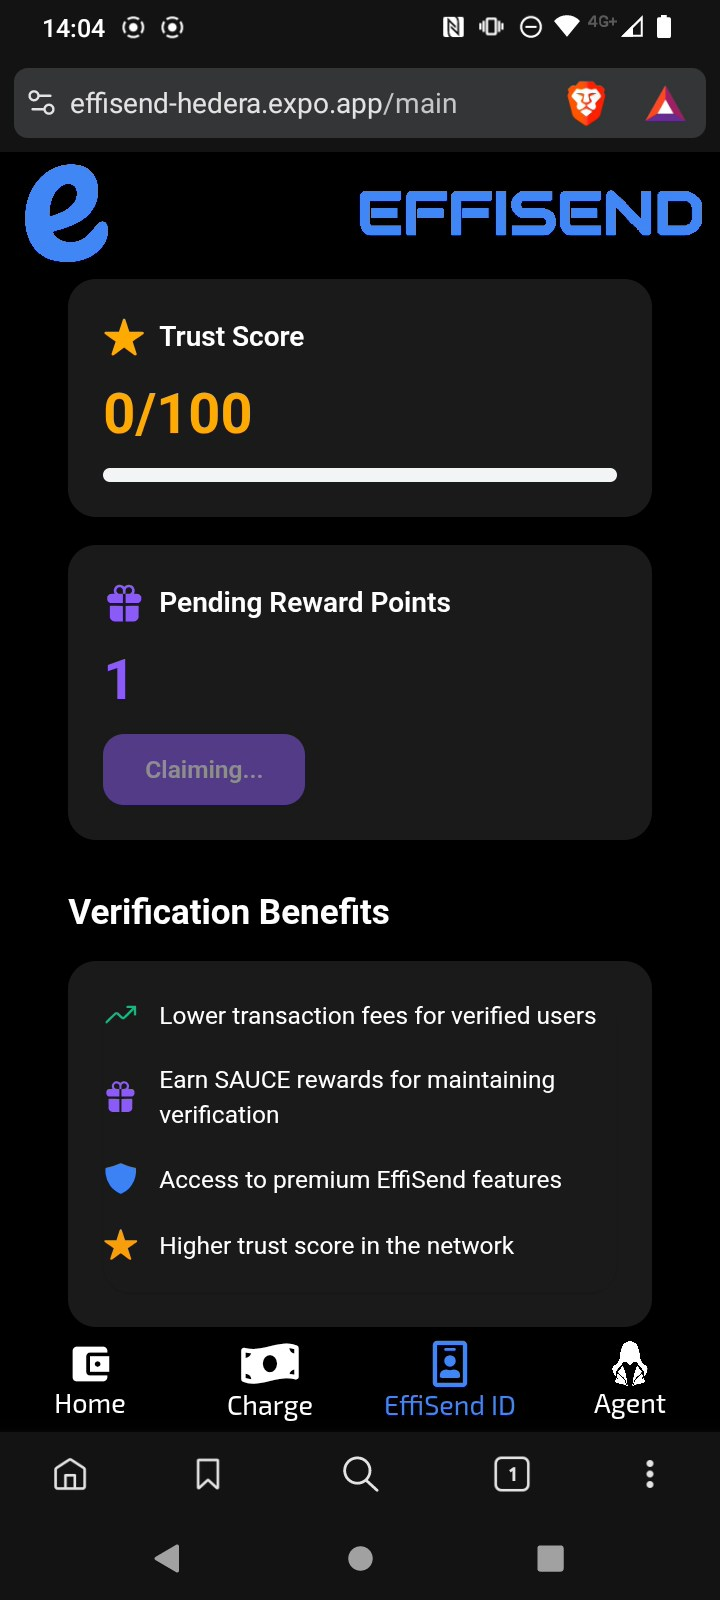 14:04
4G+
effisend-hedera.expo.app/main
e EFFISEND
Trust Score
0/100
Pending Reward Points
1
Claiming...
Verification Benefits
Lower transaction fees for verified users
Earn SAUCE rewards for maintaining
verification
Access to premium EffiSend features
Higher trust score in the network
Home Charge EffiSend ID Agent
1